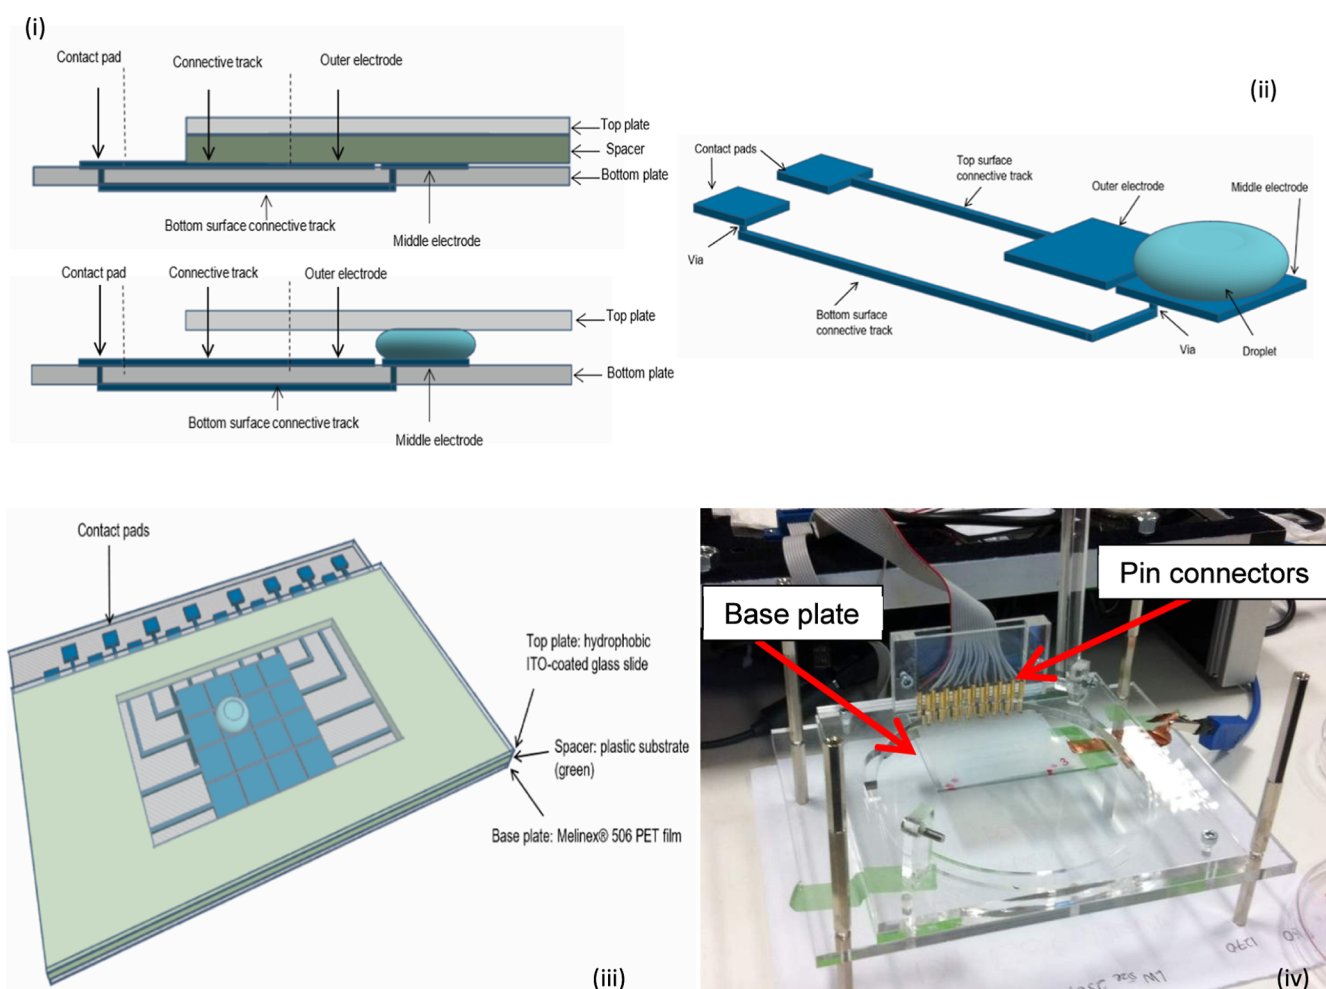 (i)
Contact pad
Connective track
Outer electrode
Top plate
Spacer
Bottom plate
Bottom surface connective track
Middle electrode
Contact pad
Connective track
Outer electrode
Top plate
Bottom plate
Bottom surface connective track
Middle electrode
(ii)
Contact pads
Top surface
connective track
Outer electrode
Middle electrode
Via
Bottom surface
connective track
Via
Droplet
Contact pads
Top plate: hydrophobic
ITO-coated glass slide
Spacer: plastic substrate
(green)
Base plate: Melinex® 506 PET film
(iii)
Pin connectors
Base plate
(iv)